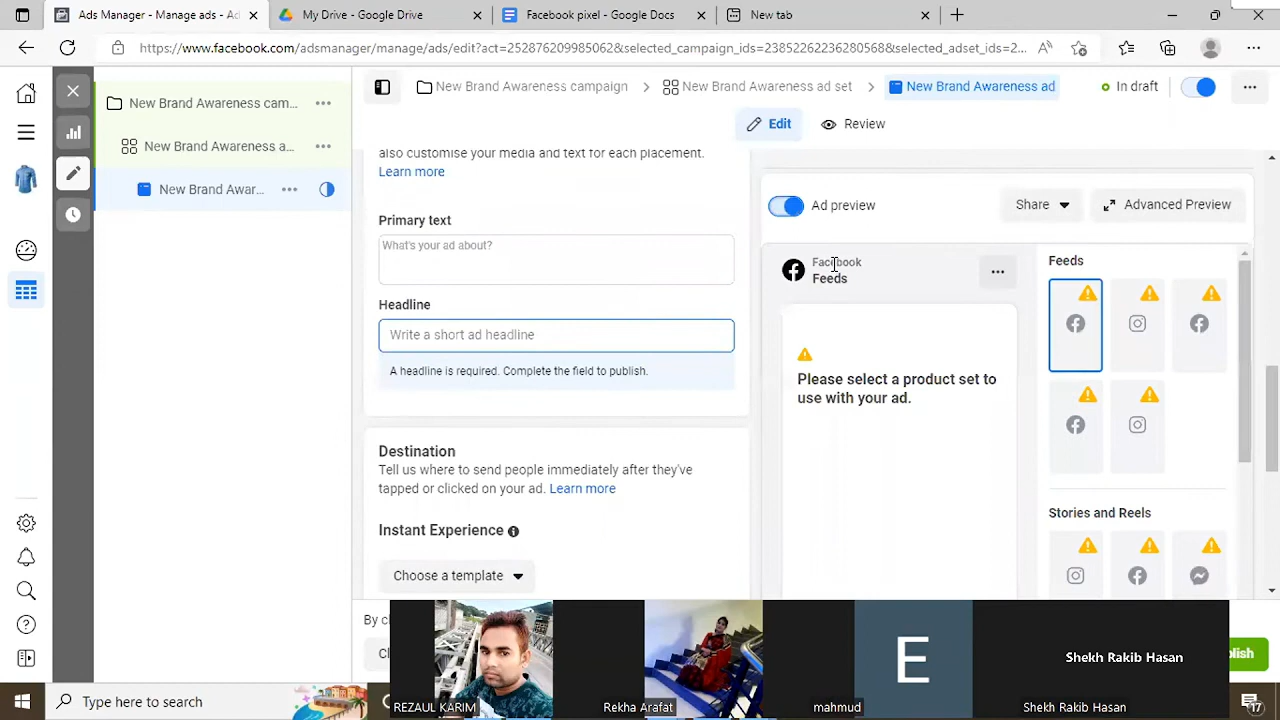 Ads Manager - Manage ads - Ad
My Drive - Google Drive
Facebook pixel - Google Docs
New tab
https://www.facebook.com/adsmanager/manage/ads/edit?act=252876209985062&selected_campaign_ids=23852262236280568&selected_adset_ids=2...
New Brand Awareness campaign
New Brand Awareness ad set
New Brand Awareness ad
In draft
New Brand Awareness cam...
New Brand Awareness a...
New Brand Awar...
Edit
Review
also customise your media and text for each placement.
Learn more
Primary text
What's your ad about?
Headline
Write a short ad headline
A headline is required. Complete the field to publish.
Destination
Tell us where to send people immediately after they've
tapped or clicked on your ad. Learn more
Instant Experience
Choose a template
By c
Cl
Ad preview
Share
Advanced Preview
Facebook
Feeds
Please select a product set to
use with your ad.
Feeds
Stories and Reels
lish
REZAUL KARIM
Rekha Arafat
mahmud
E
Shekh Rakib Hasan
Shekh Rakib Hasan
Type here to search
17